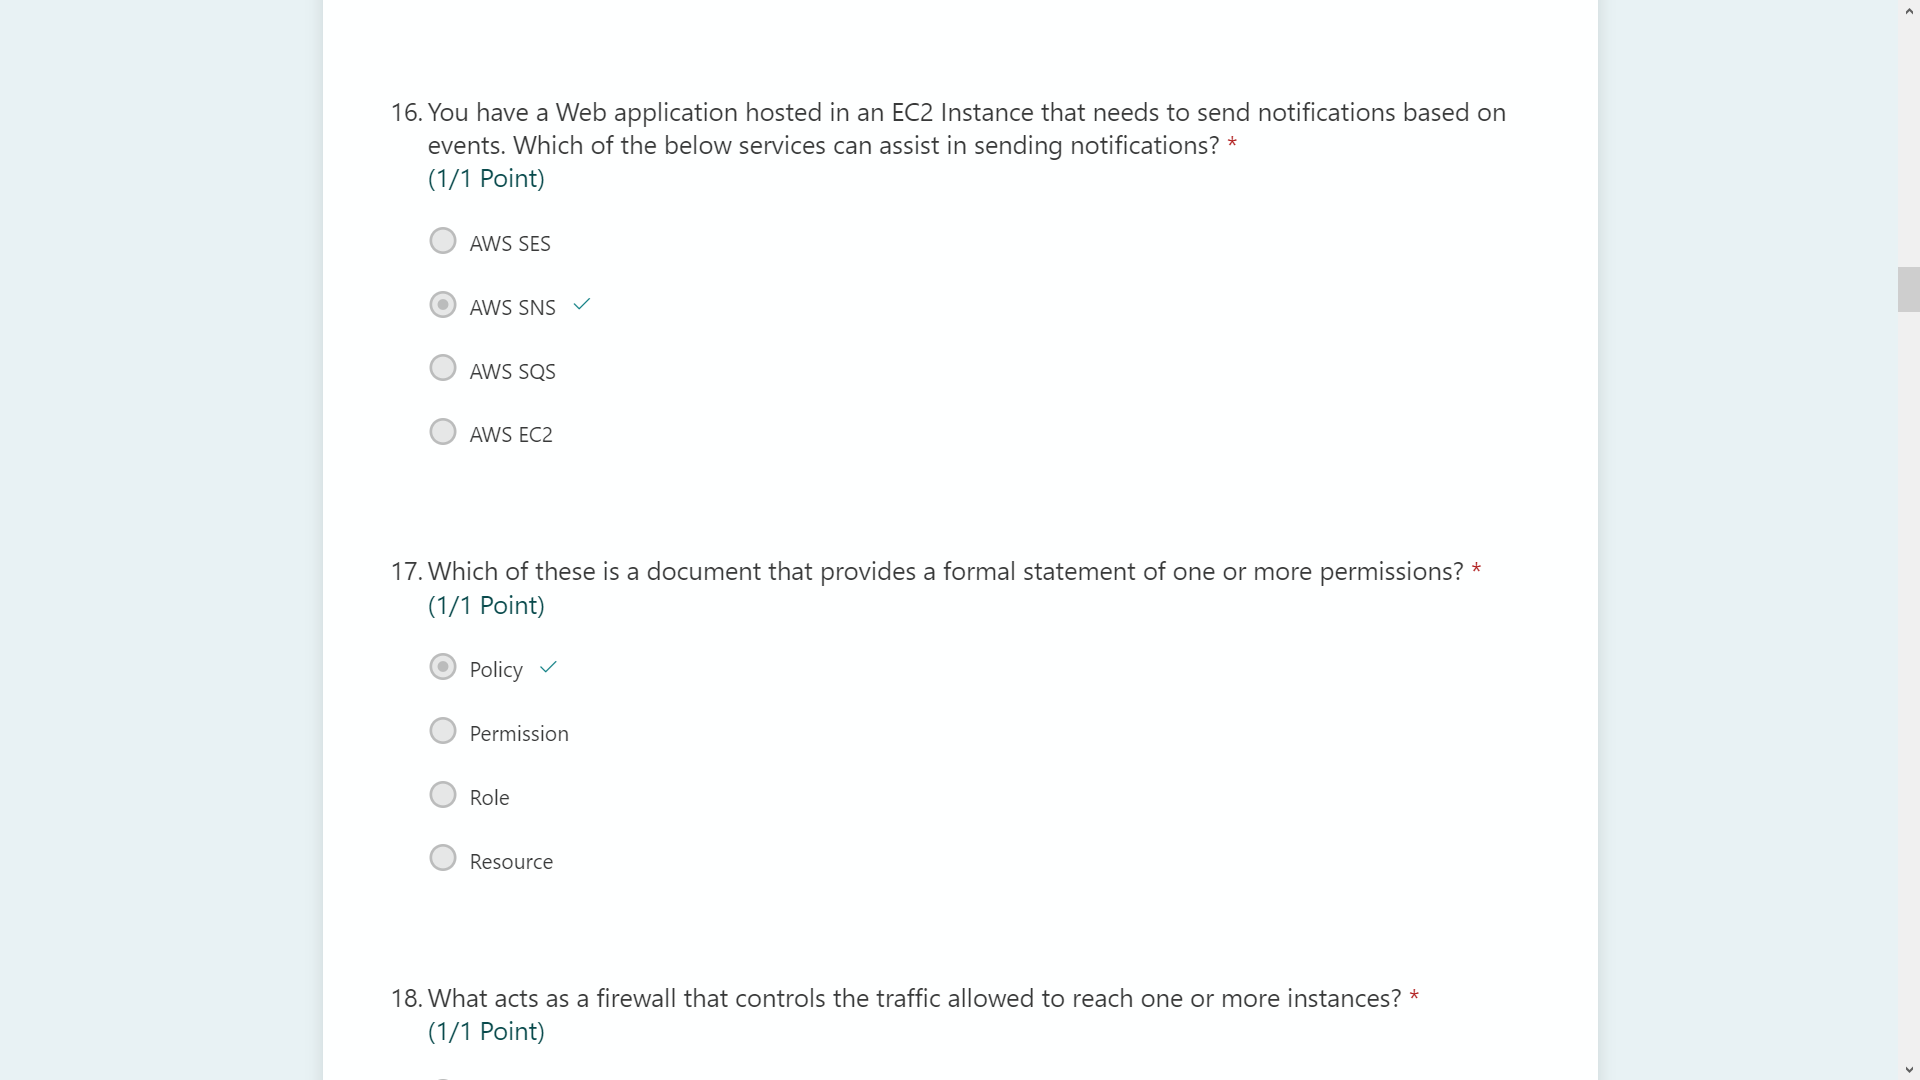 16. You have a Web application hosted in an EC2 Instance that needs to send notifications based on
events. Which of the below services can assist in sending notifications? *
(1/1 Point)
AWS SES
AWS SNS
AWS SQS
AWS EC2
17. Which of these is a document that provides a formal statement of one or more permissions? *
(1/1 Point)
Policy
Permission
Role
Resource
18. What acts as a firewall that controls the traffic allowed to reach one or more instances? *
(1/1 Point)